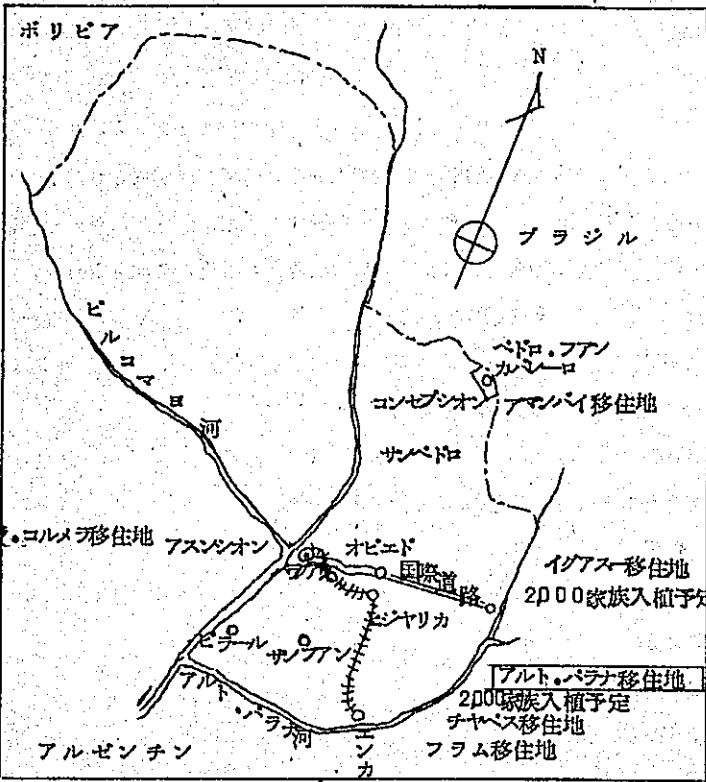 ボリビア
N
ブラジル
ピルコマヨ河
ペドロ・フアン
カバレーロ
コンセプシオン
アマンバイ移住地
サンペドロ
・コルメラ移住地
アスンシオン
オビエド
国際道路
イグアスー移住地
2,000家族入植予定
ビジヤリカ
ピラール
サンフアン
アルト・パラナ移住地
2,000家族入植予定
アルト・パラナ河
チヤベス移住地
エンカ
フラム移住地
アルゼンチン